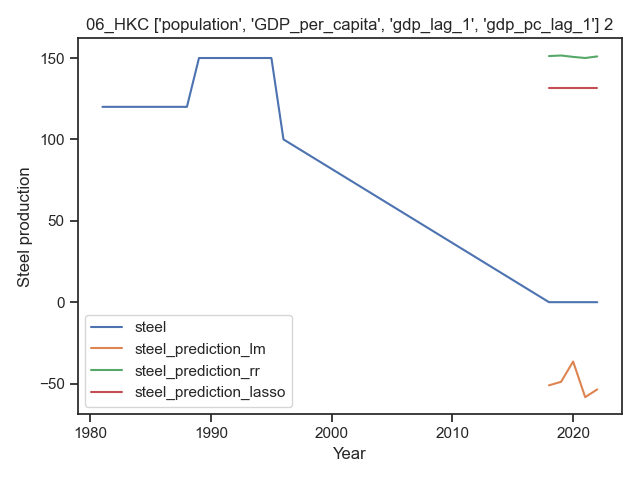 06_HKC ['population', 'GDP_per_capita', 'gdp_lag_1', 'gdp_pc_lag_1'] 2
150
100
50
0
−50
Steel production
steel
steel_prediction_lm
steel_prediction_rr
steel_prediction_lasso
1980
1990
2000
2010
2020
Year